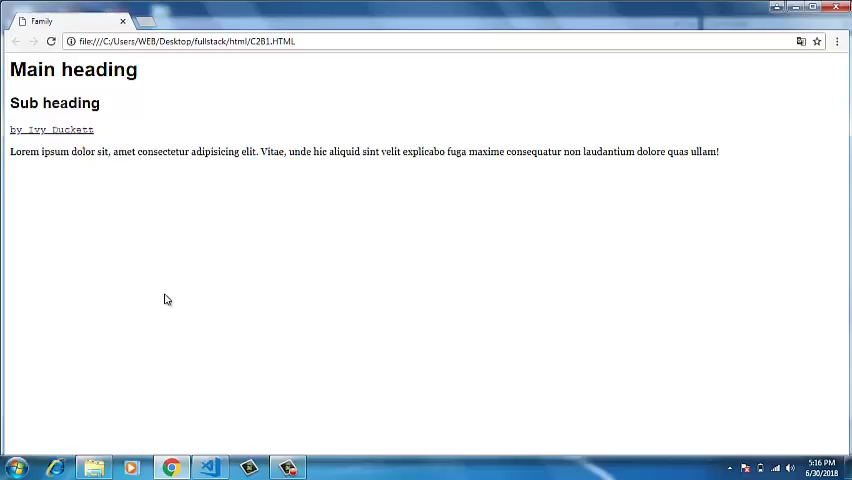 Family
file:///C:/Users/WEB/Desktop/fullstack/html/C2B1.HTML
Main heading
Sub heading
by Ivy Duckett
Lorem ipsum dolor sit, amet consectetur adipisicing elit. Vitae, unde hic aliquid sint velit explicabo fuga maxime consequatur non laudantium dolore quas ullam!
5:16 PM
6/30/2018